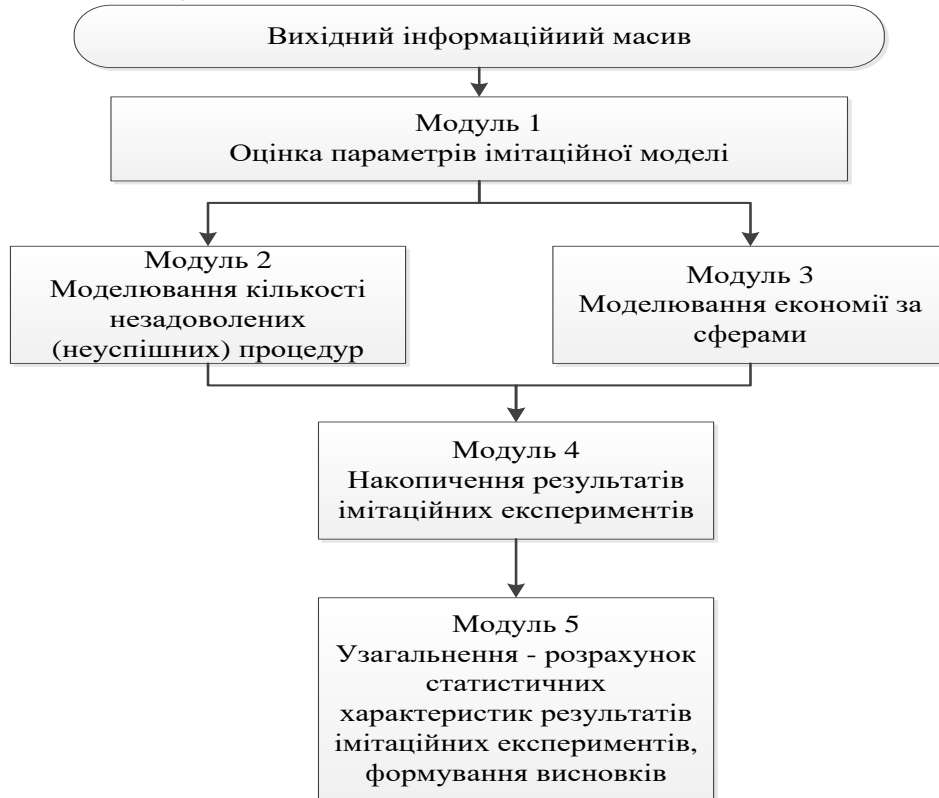 Вихідний інформаційиий масив
Модуль 1
Оцінка параметрів імітаційної моделі
Модуль 2
Моделювання кількості
незадоволених
(неуспішних) процедур
Модуль 3
Моделювання економії за
сферами
Модуль 4
Накопичення результатів
імітаційних експериментів
Модуль 5
Узагальнення - розрахунок
статистичних
характеристик результатів
імітаційних експериментів,
формування висновків